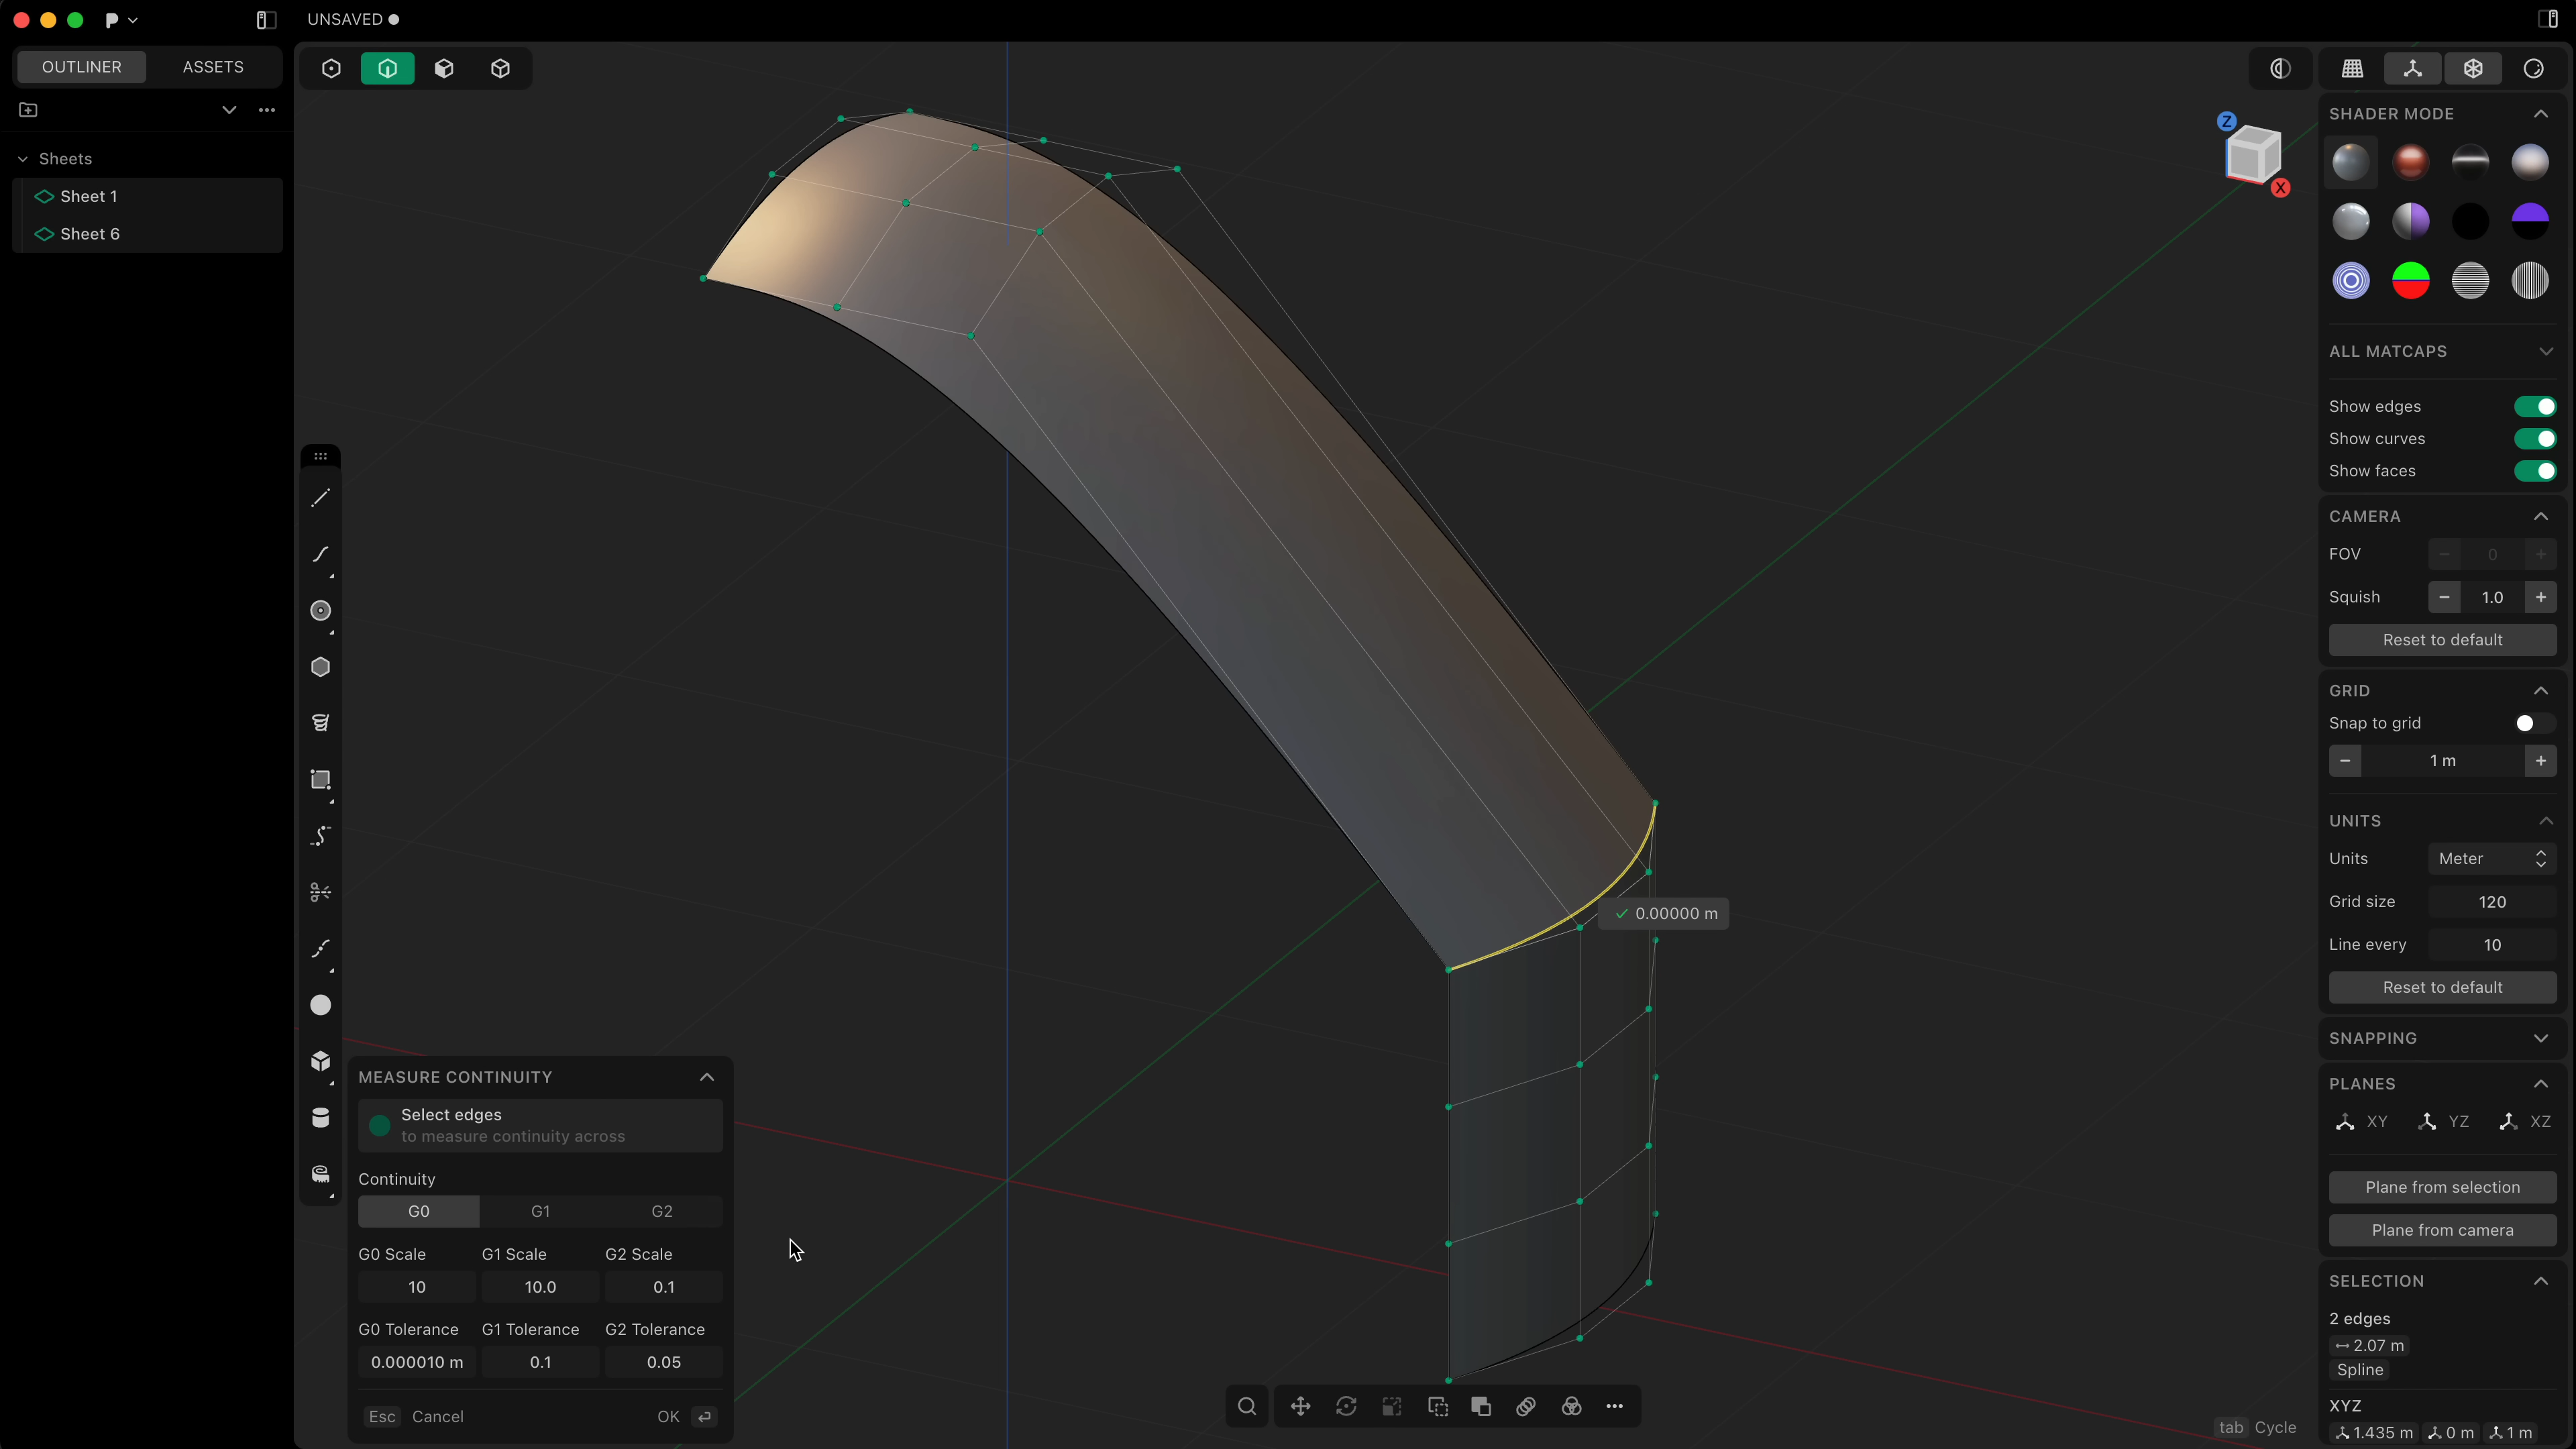 UNSAVED
OUTLINER
ASSETS
Sheets
Sheet 1
Sheet 6
Z
X
0.00000 m
MEASURE CONTINUITY
Select edges
to measure continuity across
Continuity
G0 G1 G2
G0 Scale G1 Scale G2 Scale
10 10.0 0.1
G0 Tolerance G1 Tolerance G2 Tolerance
0.000010 m 0.1 0.05
Esc Cancel OK
tab Cycle
SHADER MODE
ALL MATCAPS
Show edges
Show curves
Show faces
CAMERA
FOV 0
Squish 1.0
Reset to default
GRID
Snap to grid
1 m
UNITS
Units Meter
Grid size 120
Line every 10
Reset to default
SNAPPING
PLANES
XY YZ XZ
Plane from selection
Plane from camera
SELECTION
2 edges
2.07 m
Spline
XYZ
1.435 m 0 m 1 m